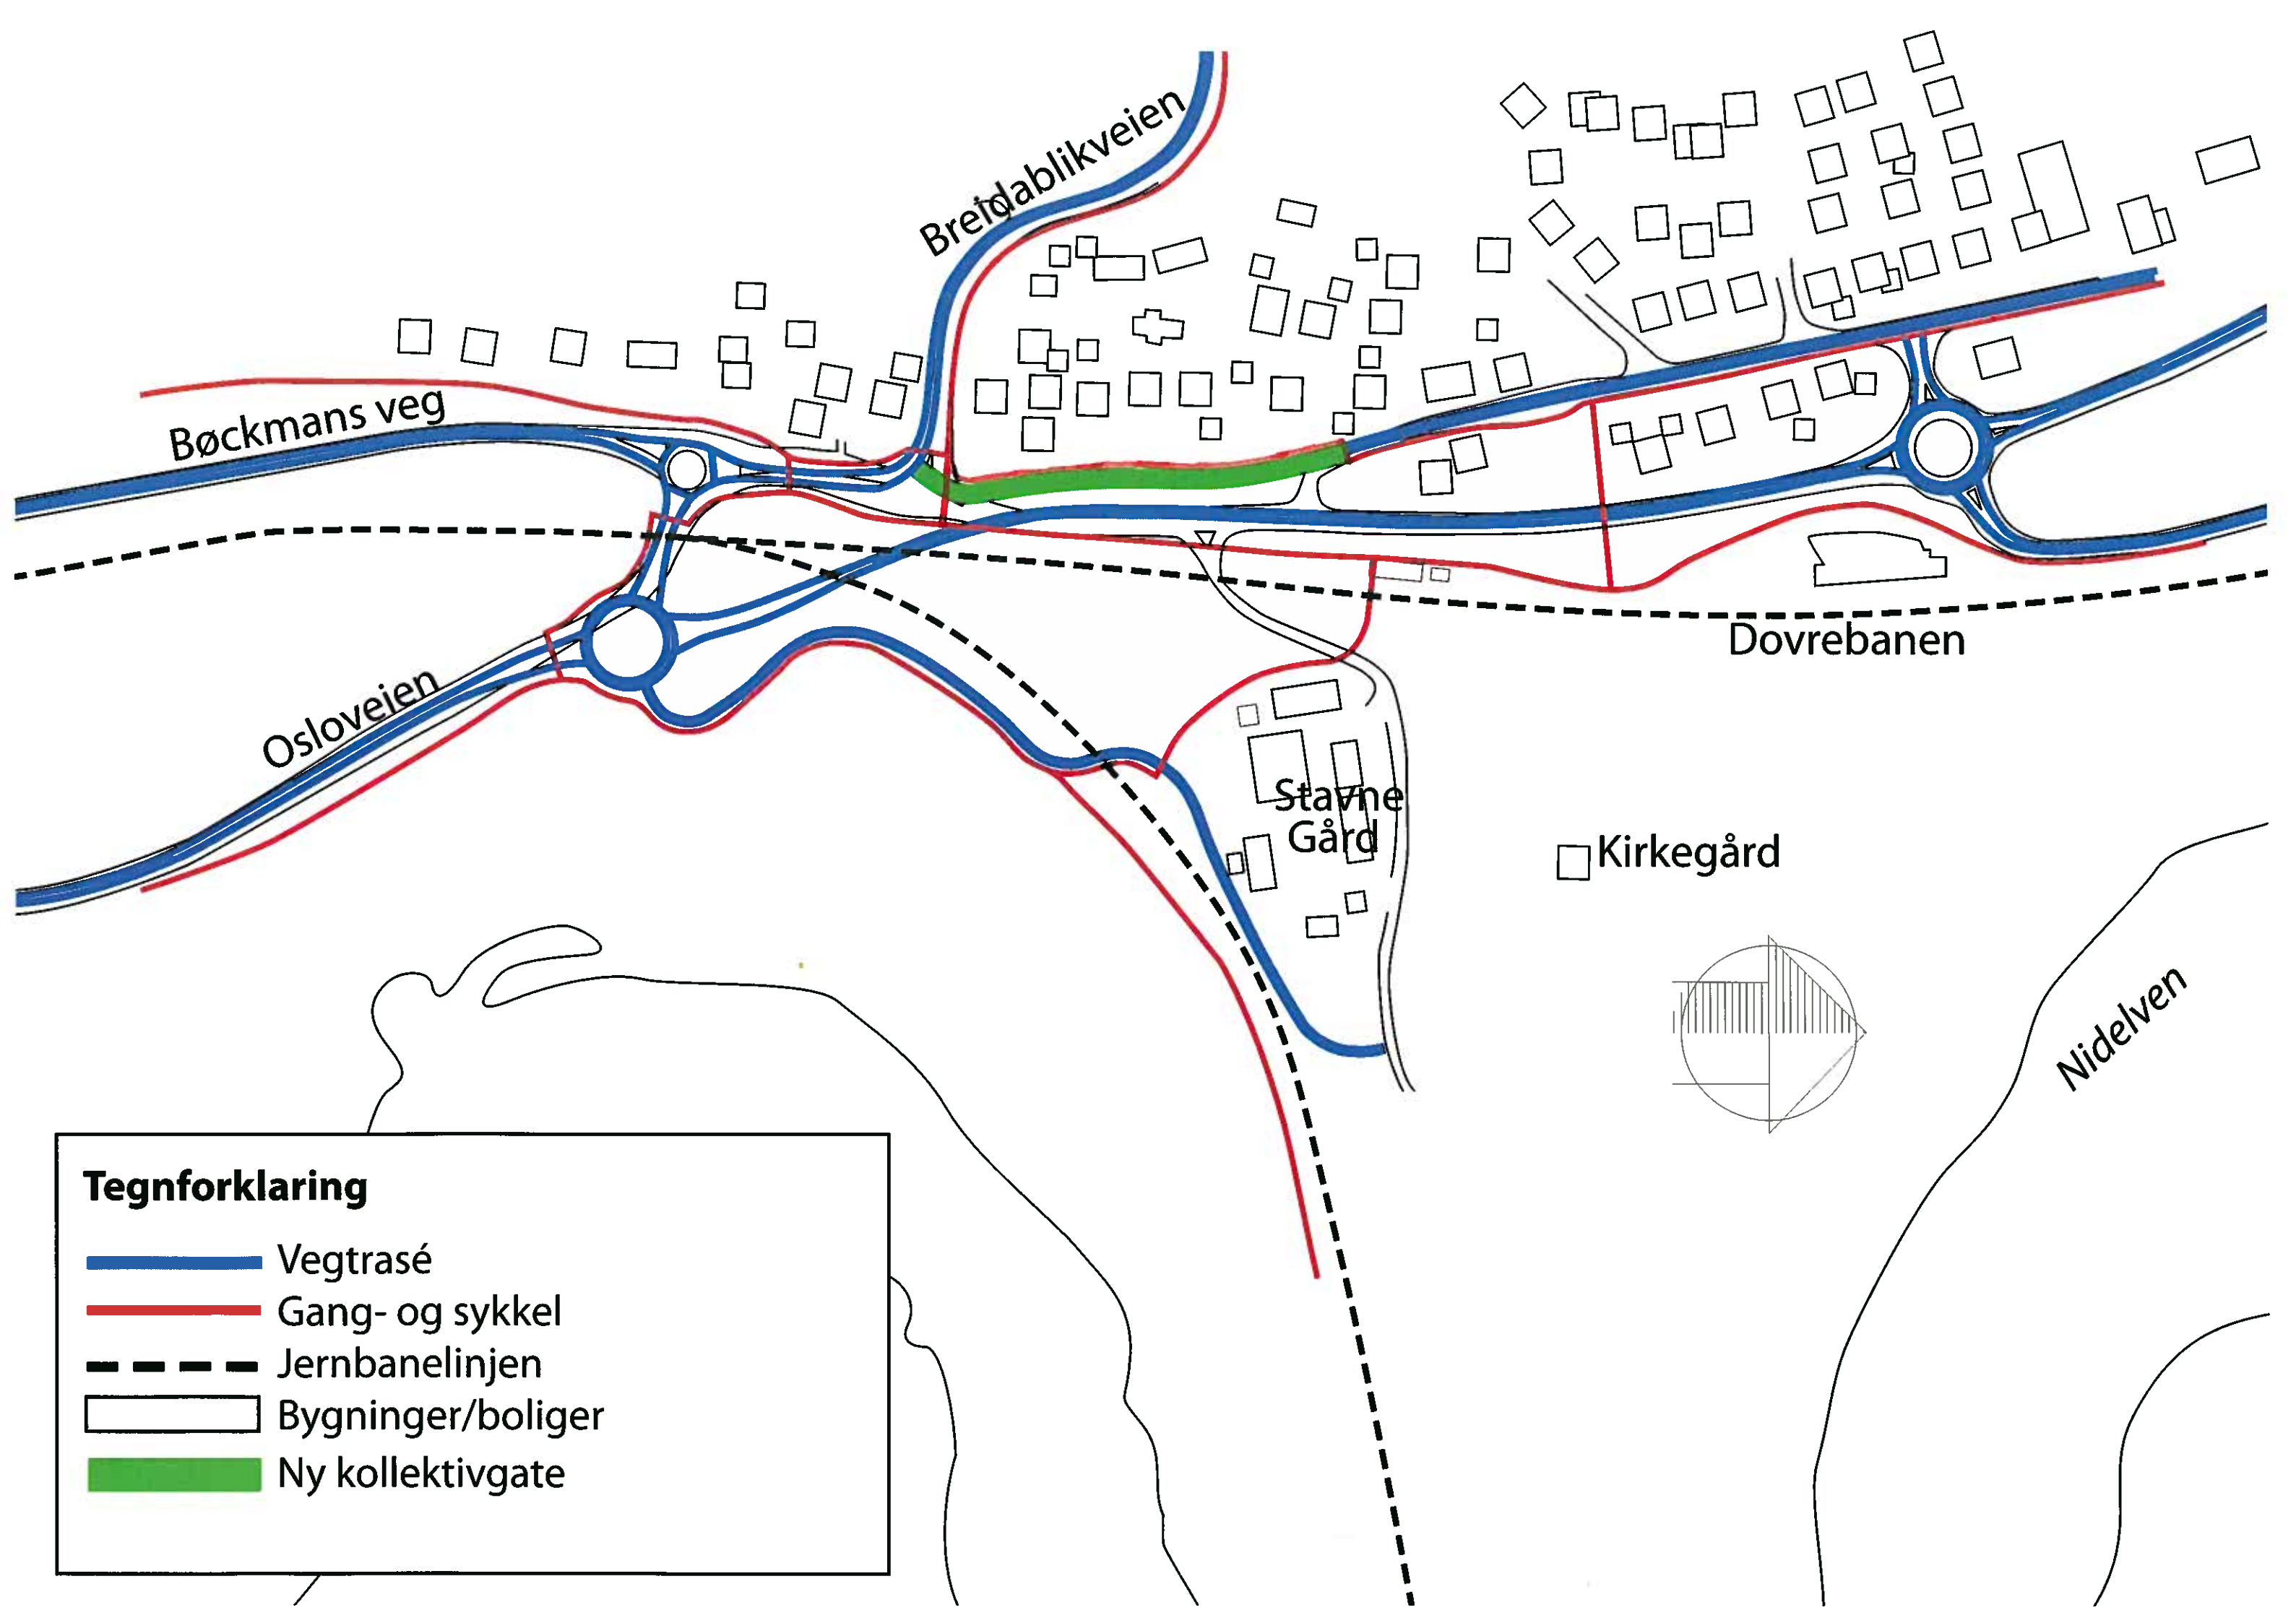 Breidablikveien
Bøckmans veg
Osloveien
Dovrebanen
Stavne
Gård
Kirkegård
Nidelven
Tegnforklaring
Vegtrasé
Gang- og sykkel
Jernbanelinjen
Bygninger/boliger
Ny kollektivgate